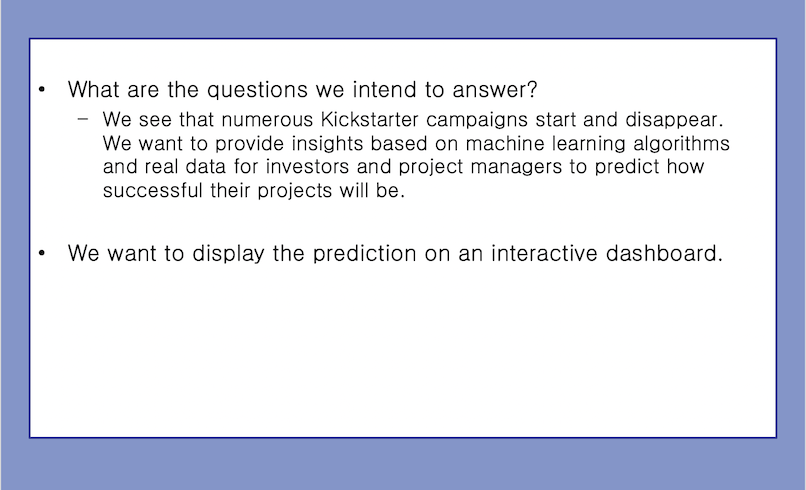 • What are the questions we intend to answer?
– We see that numerous Kickstarter campaigns start and disappear.
We want to provide insights based on machine learning algorithms
and real data for investors and project managers to predict how
successful their projects will be.
• We want to display the prediction on an interactive dashboard.